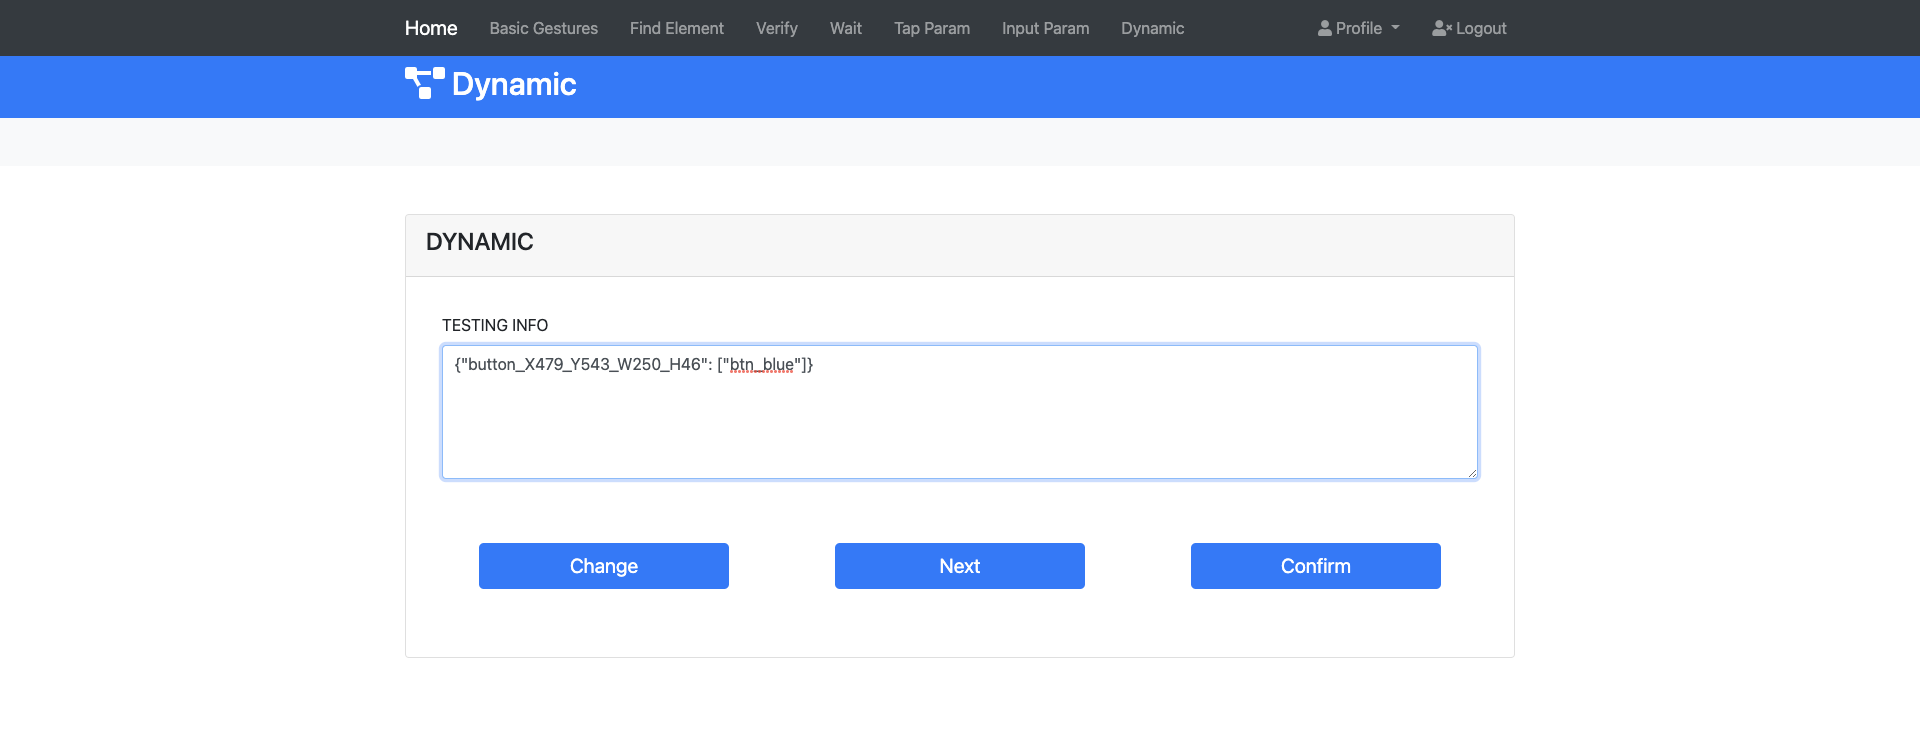 Home Basic Gestures Find Element Verify Wait Tap Param Input Param Dynamic Profile Logout
Dynamic
DYNAMIC
TESTING INFO
{"button_X479_Y543_W250_H46": ["btn_blue"]}
Change Next Confirm